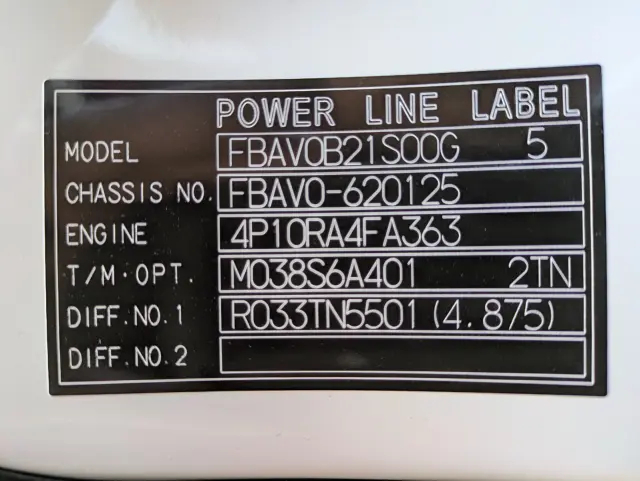 POWER LINE LABEL
MODEL FBAV0B21S00G 5
CHASSIS NO. FBAV0-620125
ENGINE 4P10RA4FA363
T/M·OPT. M038S6A401 2TN
DIFF.NO.1 R033TN5501 (4.875)
DIFF.NO.2